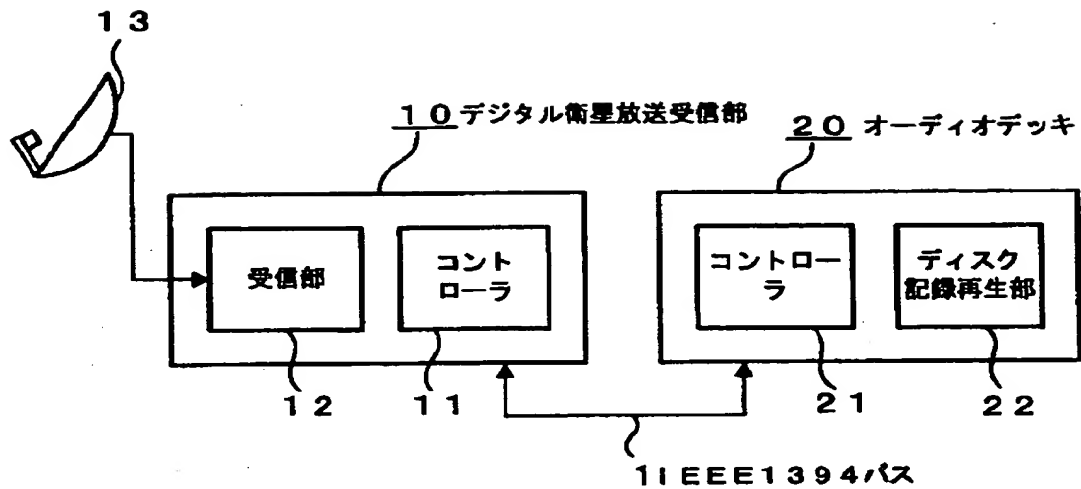 13
10 デジタル衛星放送受信部
20 オーディオデッキ
受信部
コント
ローラ
コントロー
ラ
ディスク
記録再生部
12
11
21
22
1IEEE1394バス